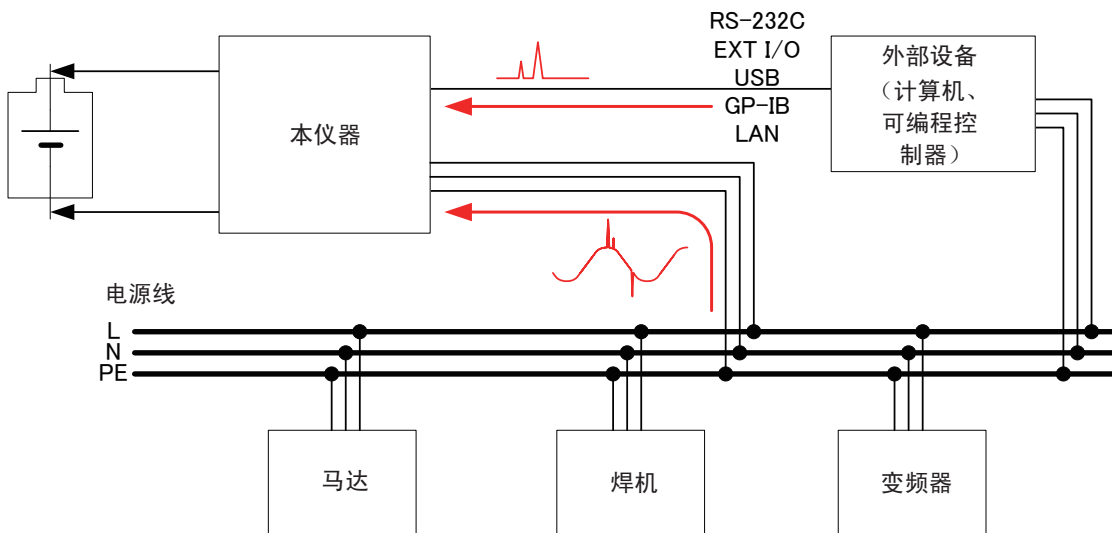 RS-232C
EXT I/O
USB
GP-IB
LAN
外部设备
（计算机、
可编程控
制器）
本仪器
电源线
L
N
PE
马达
焊机
变频器